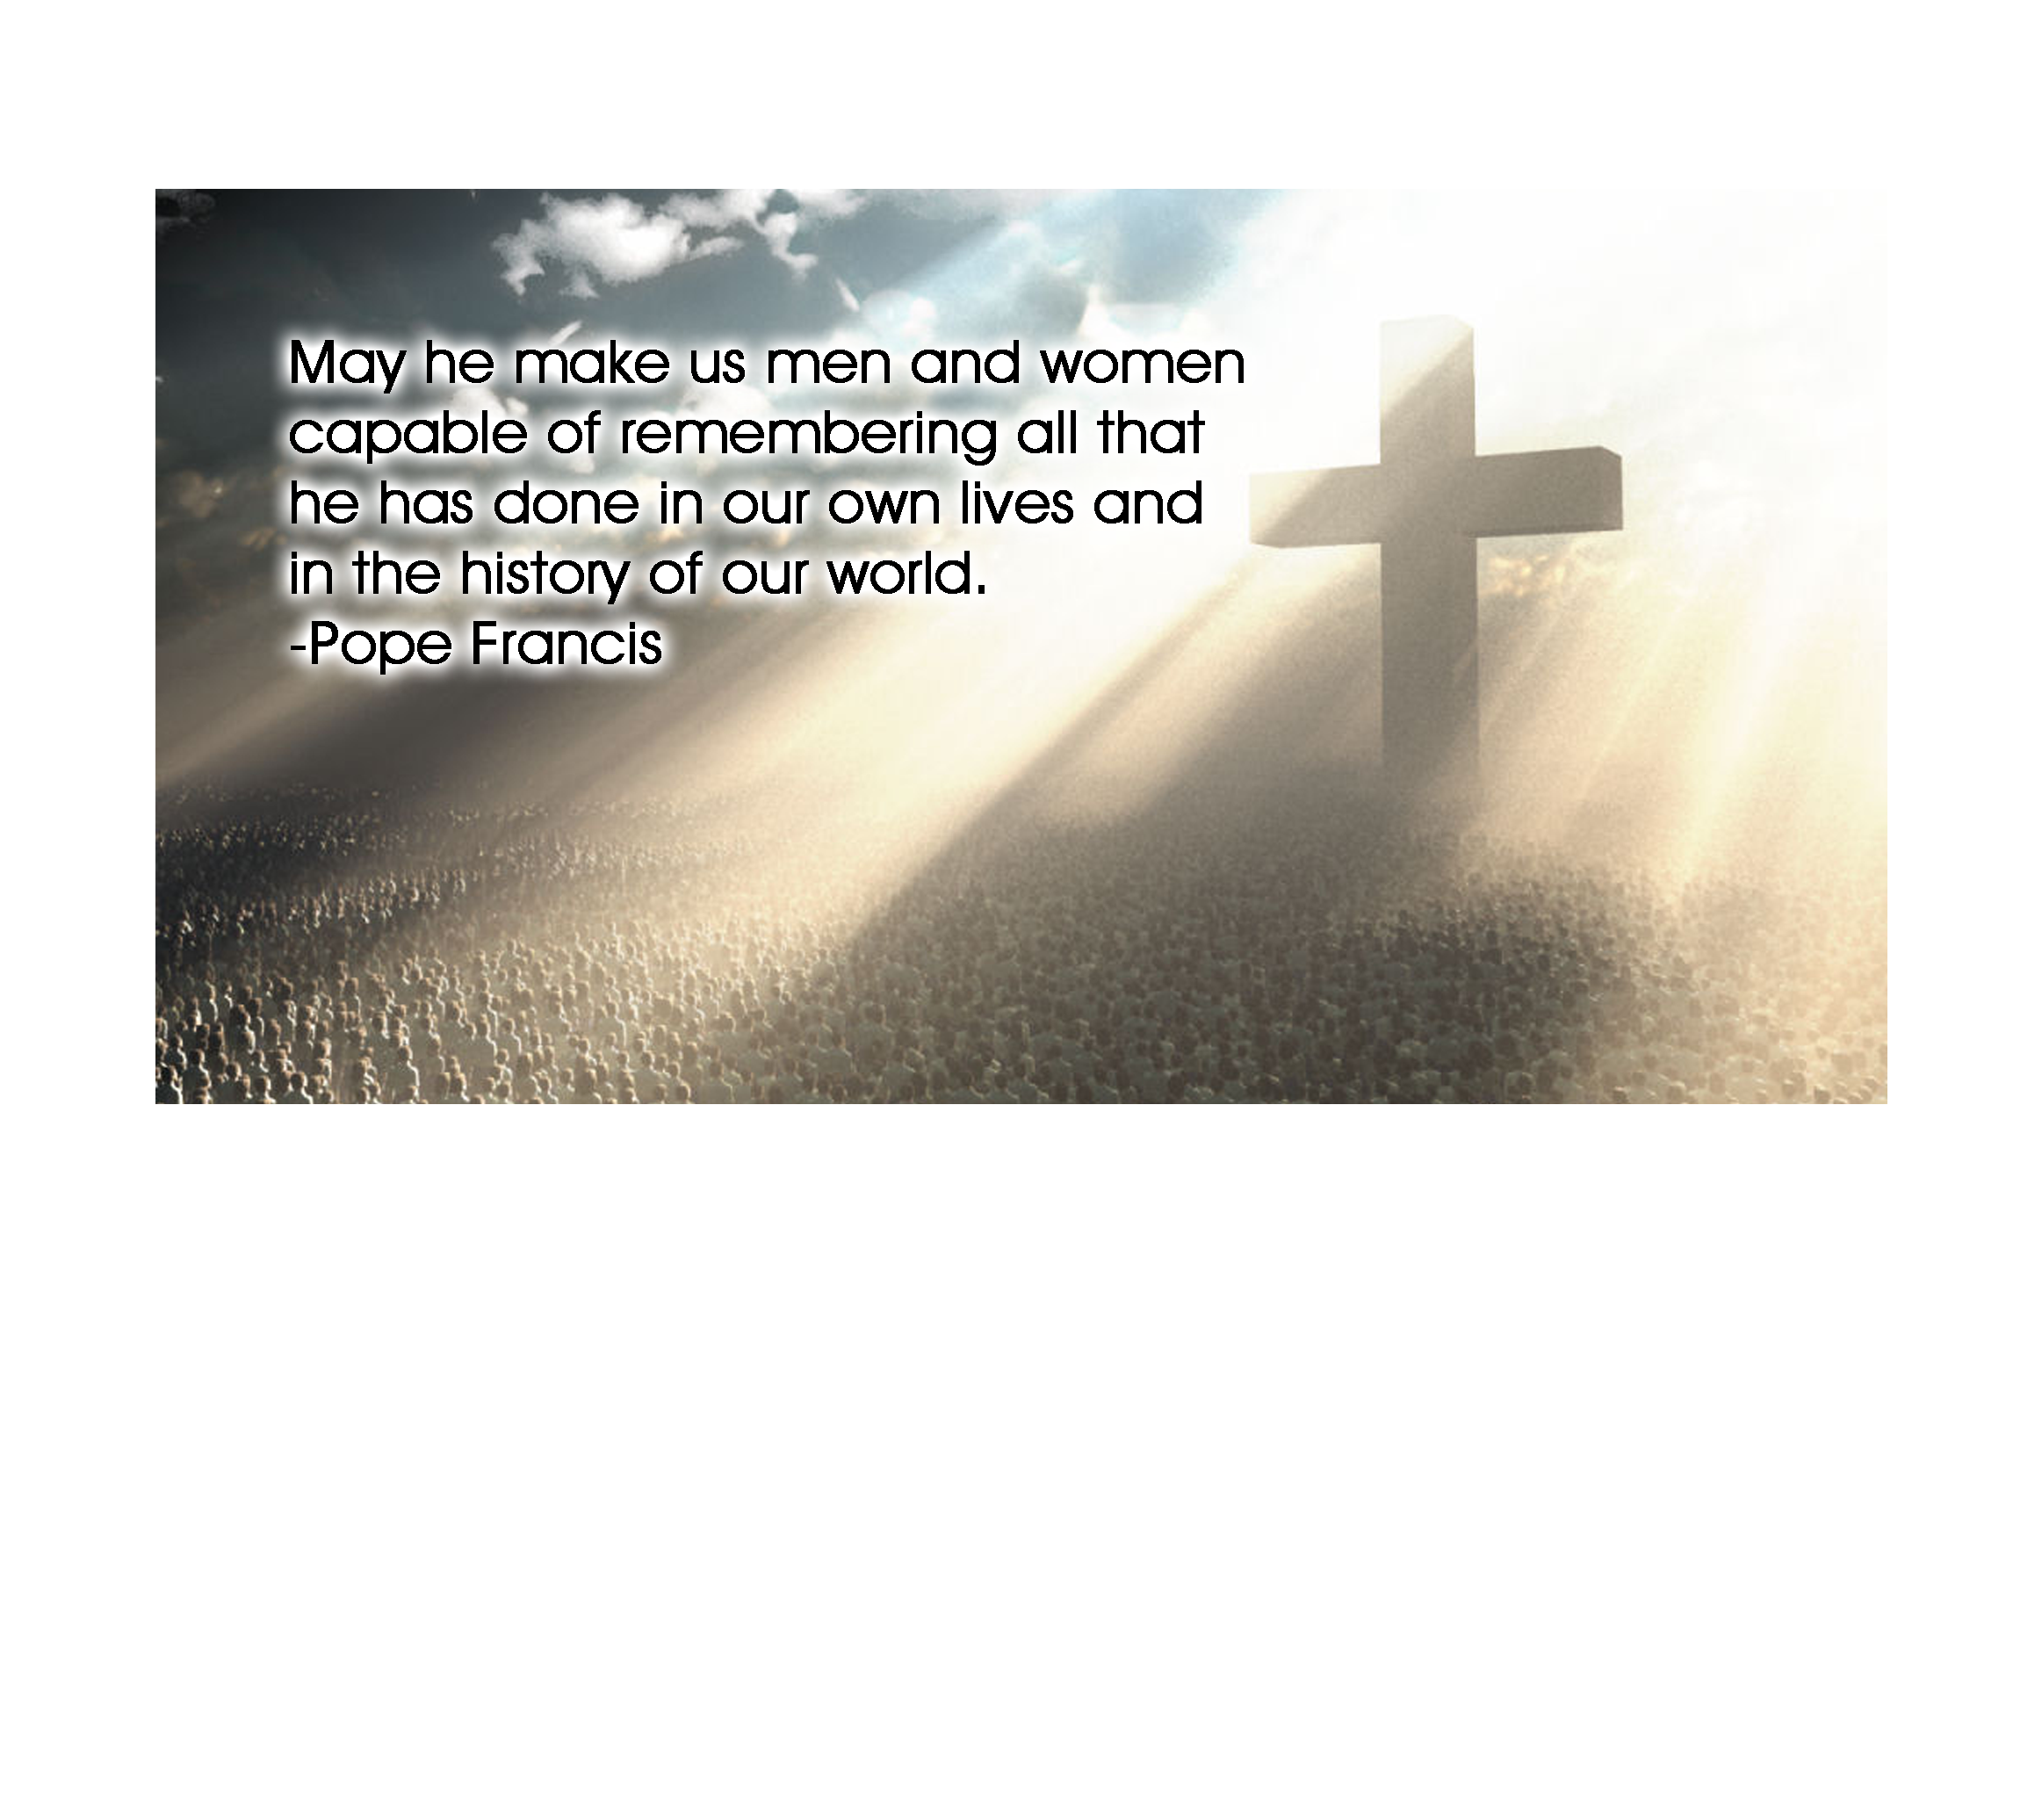 May he make us men and women
capable of remembering all that
he has done in our own lives and
in the history of our world.
-Pope Francis